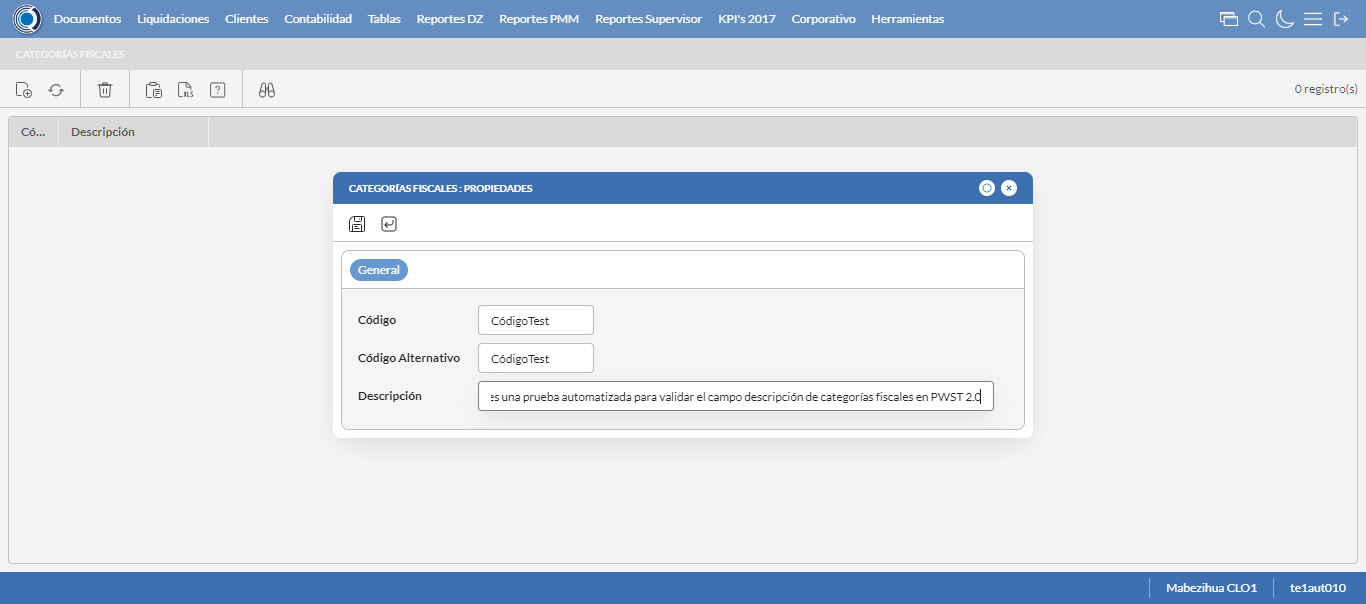 Documentos Liquidaciones Clientes Contabilidad Tablas Reportes DZ Reportes PMM Reportes Supervisor KPI's 2017 Corporativo Herramientas
CATEGORÍAS FISCALES
XLS ? 0 registro(s)
Có... Descripción
CATEGORÍAS FISCALES : PROPIEDADES
General
Código CódigoTest
Código Alternativo CódigoTest
Descripción es una prueba automatizada para validar el campo descripción de categorías fiscales en PWST 2.0
Mabezihua CLO1 te1aut010